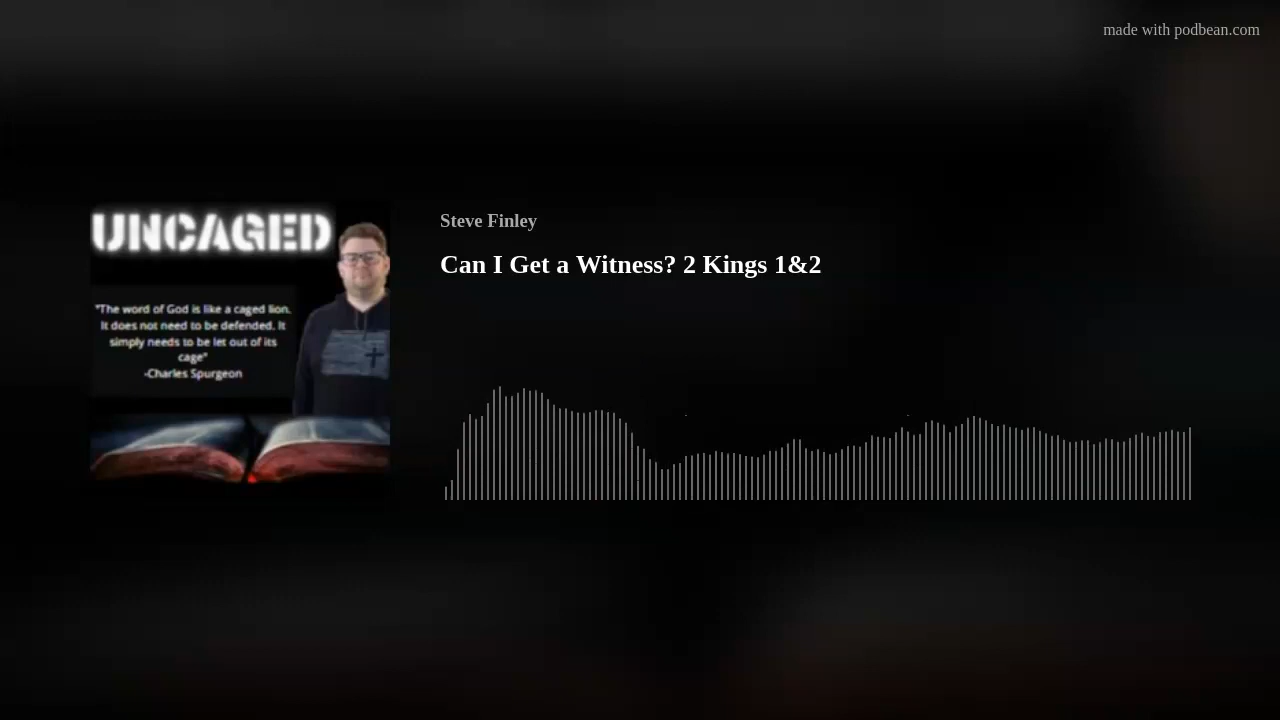 made with podbean.com
UNCAGED
"The word of God is like a caged lion.
It does not need to be defended. It
simply needs to be let out of its
cage"
-Charles Spurgeon
Steve Finley
Can I Get a Witness? 2 Kings 1&2